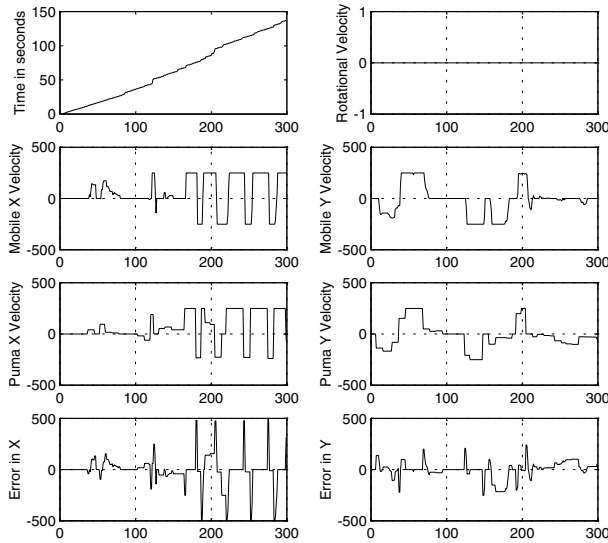 Time in seconds
150
100
50
0
0 100 200 300
Rotational Velocity
1
0
-1
0 100 200 300
Mobile X Velocity
500
0
-500
0 100 200 300
Mobile Y Velocity
500
0
-500
0 100 200 300
Puma X Velocity
500
0
-500
0 100 200 300
Puma Y Velocity
500
0
-500
0 100 200 300
Error in X
500
0
-500
0 100 200 300
Error in Y
500
0
-500
0 100 200 300